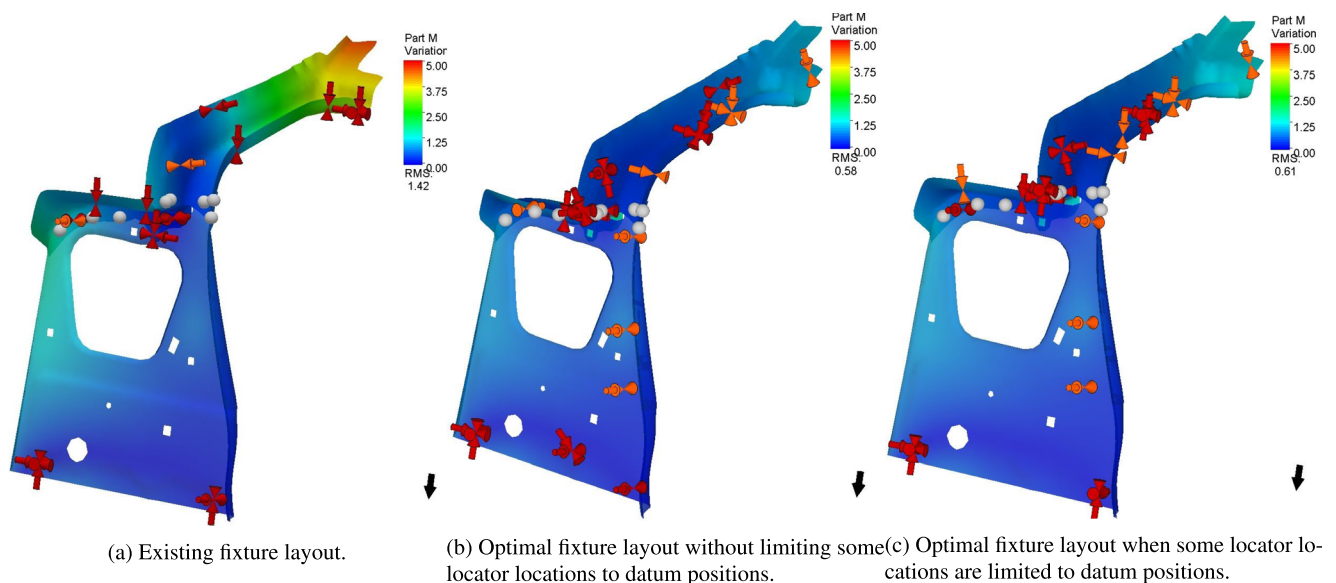 Part M
Variation
5.00
3.75
2.50
1.25
0.00
RMS:
1.42
Part M
Variation
5.00
3.75
2.50
1.25
0.00
RMS:
0.58
Part M
Variation
5.00
3.75
2.50
1.25
0.00
RMS:
0.61
(a) Existing fixture layout.
(b) Optimal fixture layout without limiting some
locator locations to datum positions.
(c) Optimal fixture layout when some locator lo-
cations are limited to datum positions.